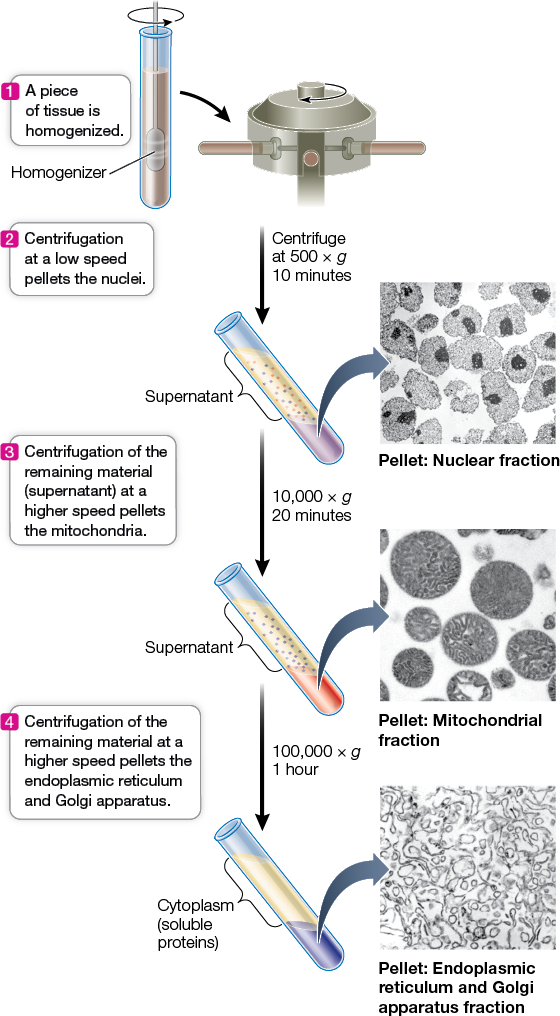 1 A piece
of tissue is
homogenized.
Homogenizer
2 Centrifugation
at a low speed
pellets the nuclei.
Centrifuge
at 500 × g
10 minutes
Supernatant
Pellet: Nuclear fraction
3 Centrifugation of the
remaining material
(supernatant) at a
higher speed pellets
the mitochondria.
10,000 × g
20 minutes
Supernatant
Pellet: Mitochondrial
fraction
4 Centrifugation of the
remaining material at a
higher speed pellets the
endoplasmic reticulum
and Golgi apparatus.
100,000 × g
1 hour
Cytoplasm
(soluble
proteins)
Pellet: Endoplasmic
reticulum and Golgi
apparatus fraction